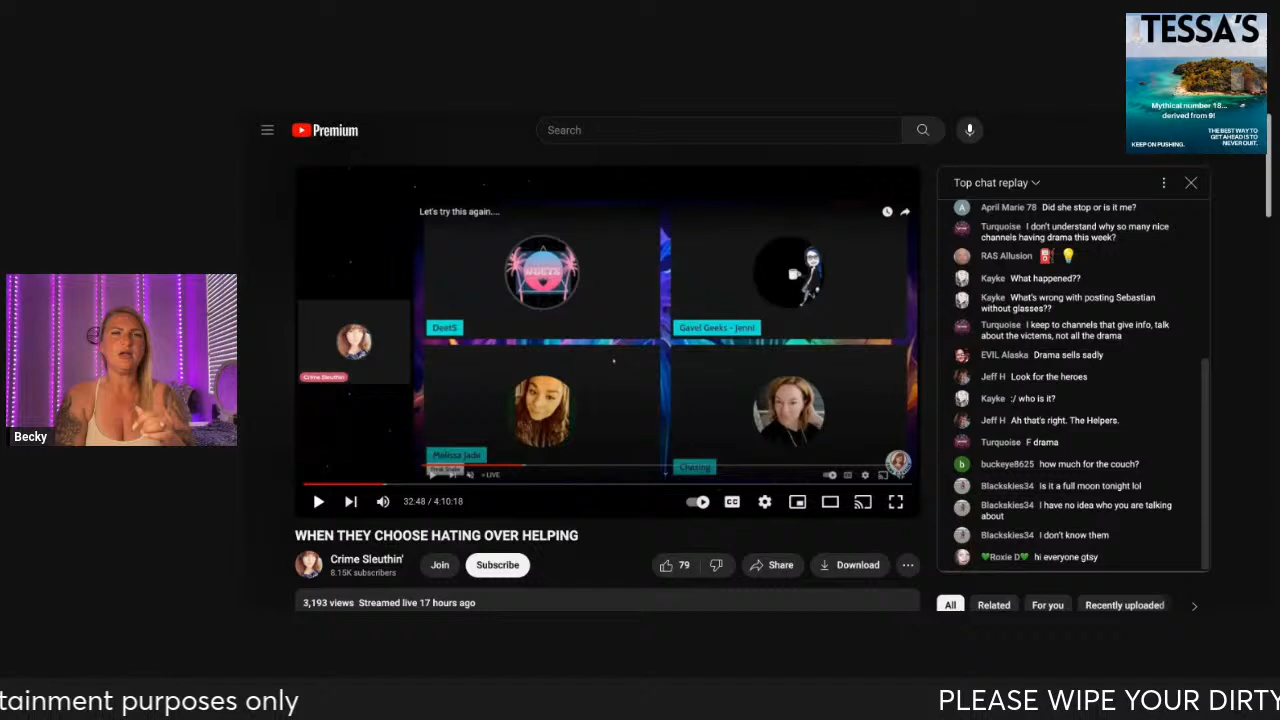 TESSA'S
Mythical number 18...
derived from 9!
THE BEST WAY TO
GET AHEAD IS TO
NEVER QUIT.
KEEP ON PUSHING.
Premium
Search
Let's try this again....
DeetS
Gavel Geeks - Jenni
Crime Sleuthin'
Melissa Jade
Chasing
LIVE
32:48 / 4:10:18
WHEN THEY CHOOSE HATING OVER HELPING
Crime Sleuthin'
8.15K subscribers
Join
Subscribe
79
Share
Download
3,193 views Streamed live 17 hours ago
Top chat replay
A April Marie 78 Did she stop or is it me?
Turquoise I don't understand why so many nice
channels having drama this week?
RAS Allusion ⛽ 💡
Kayke What happened??
Kayke What's wrong with posting Sebastian
without glasses??
Turquoise I keep to channels that give info, talk
about the victims, not all the drama
EVIL Alaska Drama sells sadly
Jeff H Look for the heroes
Kayke :/ who is it?
Jeff H Ah that's right. The Helpers.
Turquoise F drama
b buckeye8625 how much for the couch?
Blackskies34 Is it a full moon tonight lol
Blackskies34 I have no idea who you are talking
about
Blackskies34 I don't know them
💚Roxie D💚 hi everyone gtsy
All Related For you Recently uploaded
Becky
tainment purposes only
PLEASE WIPE YOUR DIRTY